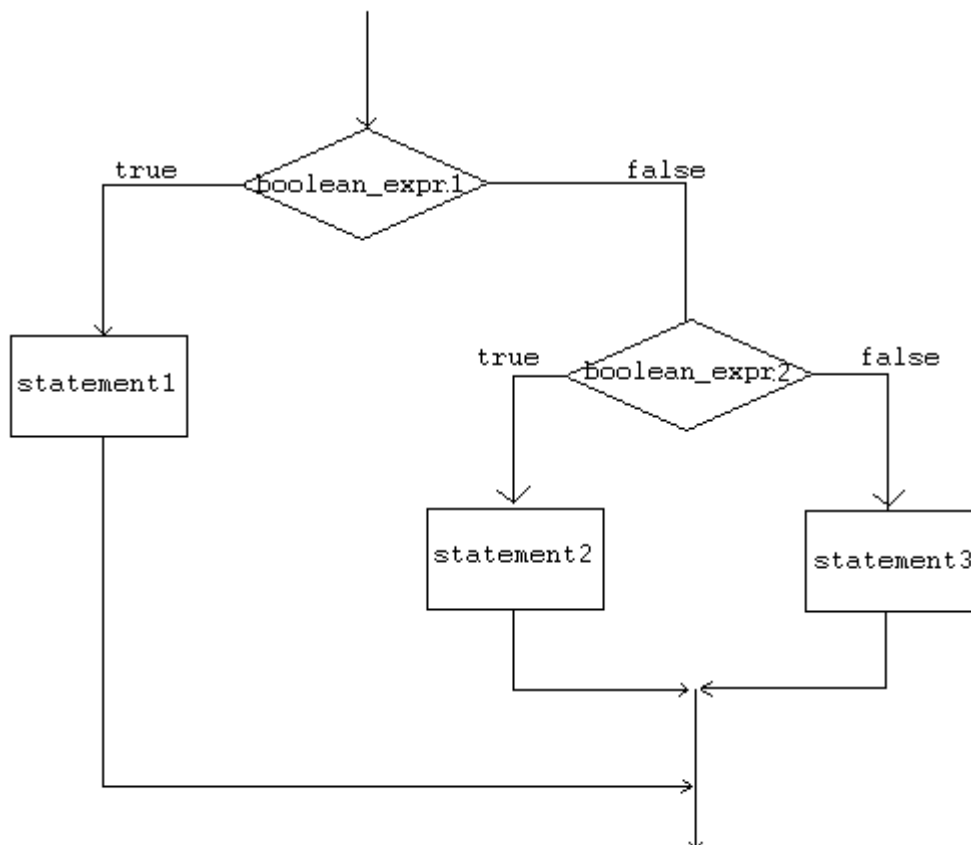 true
boolean_expr1
false
statement1
true
boolean_expr2
false
statement2
statement3